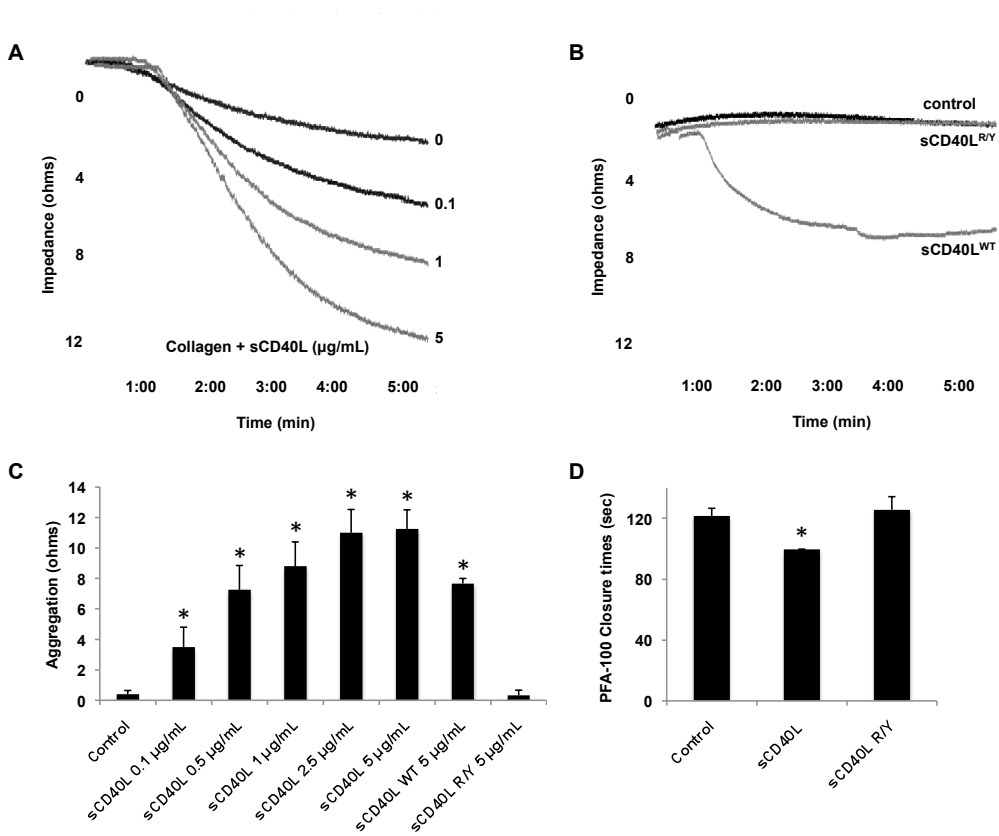 A
Impedance (ohms)
0
4
8
12
0
0.1
1
5
Collagen + sCD40L (µg/mL)
1:00 2:00 3:00 4:00 5:00
Time (min)
B
Impedance (ohms)
0
4
8
12
control
sCD40LR/Y
sCD40LWT
1:00 2:00 3:00 4:00 5:00
Time (min)
C
Aggregation (ohms)
14
12
10
8
6
4
2
0
* * * * * *
Control
sCD40L 0.1 µg/mL
sCD40L 0.5 µg/mL
sCD40L 1µg/mL
sCD40L 2.5 µg/mL
sCD40L 5 µg/mL
sCD40L WT 5 µg/mL
sCD40L R/Y 5 µg/mL
D
PFA-100 Closure times (sec)
120
80
40
0
*
Control
sCD40L
sCD40L R/Y